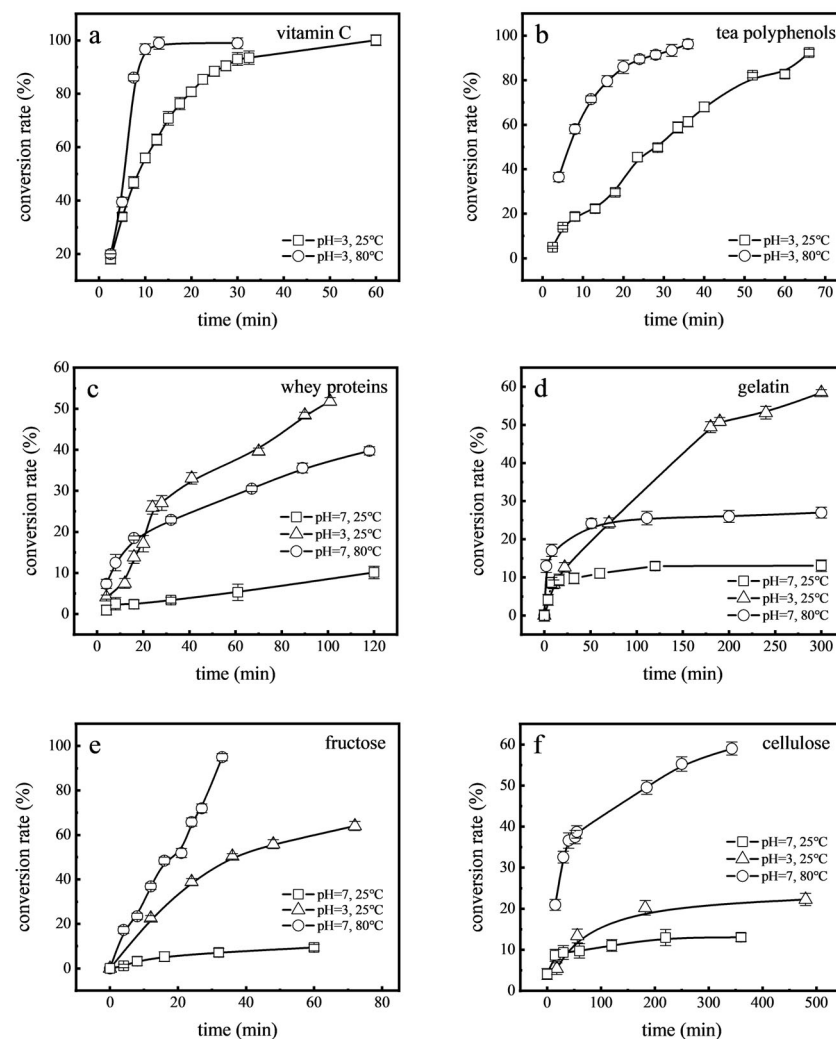 a
vitamin C
100
80
60
40
20
conversion rate (%)
pH=3, 25°C
pH=3, 80°C
0 10 20 30 40 50 60
time (min)
b
tea polyphenols
100
80
60
40
20
0
conversion rate (%)
pH=3, 25°C
pH=3, 80°C
0 10 20 30 40 50 60 70
time (min)
c
whey proteins
60
50
40
30
20
10
0
conversion rate (%)
pH=7, 25°C
pH=3, 25°C
pH=7, 80°C
0 20 40 60 80 100 120
time (min)
d
gelatin
60
50
40
30
20
10
0
conversion rate (%)
pH=7, 25°C
pH=3, 25°C
pH=7, 80°C
0 50 100 150 200 250 300
time (min)
e
fructose
100
80
60
40
20
0
conversion rate (%)
pH=7, 25°C
pH=3, 25°C
pH=7, 80°C
0 20 40 60 80
time (min)
f
cellulose
60
50
40
30
20
10
0
conversion rate (%)
pH=7, 25°C
pH=3, 25°C
pH=7, 80°C
0 100 200 300 400 500
time (min)